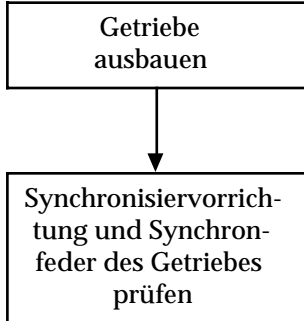 Getriebe
ausbauen
Synchronisiervorrich-
tung und Synchron-
feder des Getriebes
prüfen